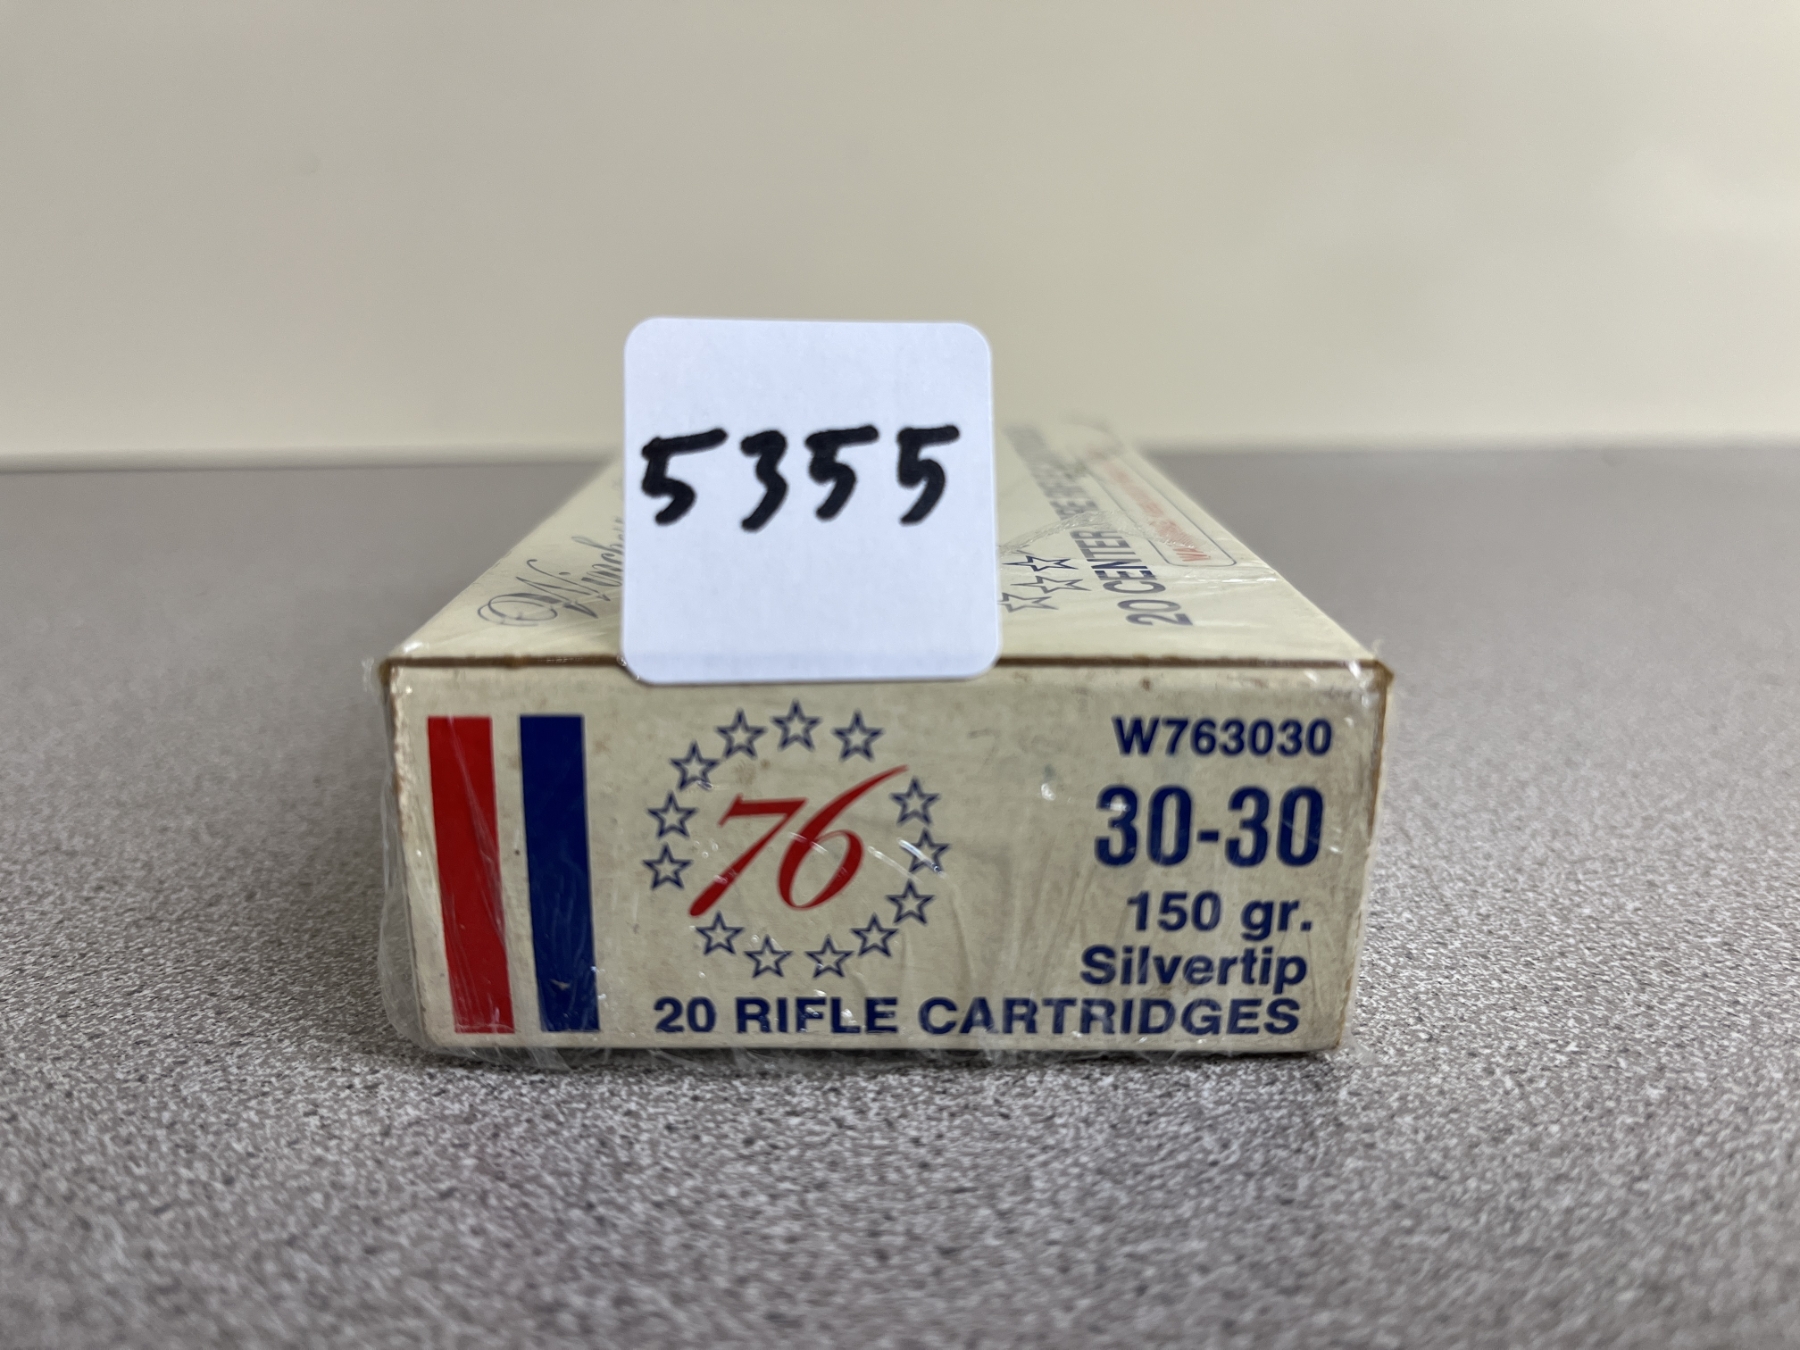 5355
20 CENTER
76
W763030
30-30
150 gr.
Silvertip
20 RIFLE CARTRIDGES